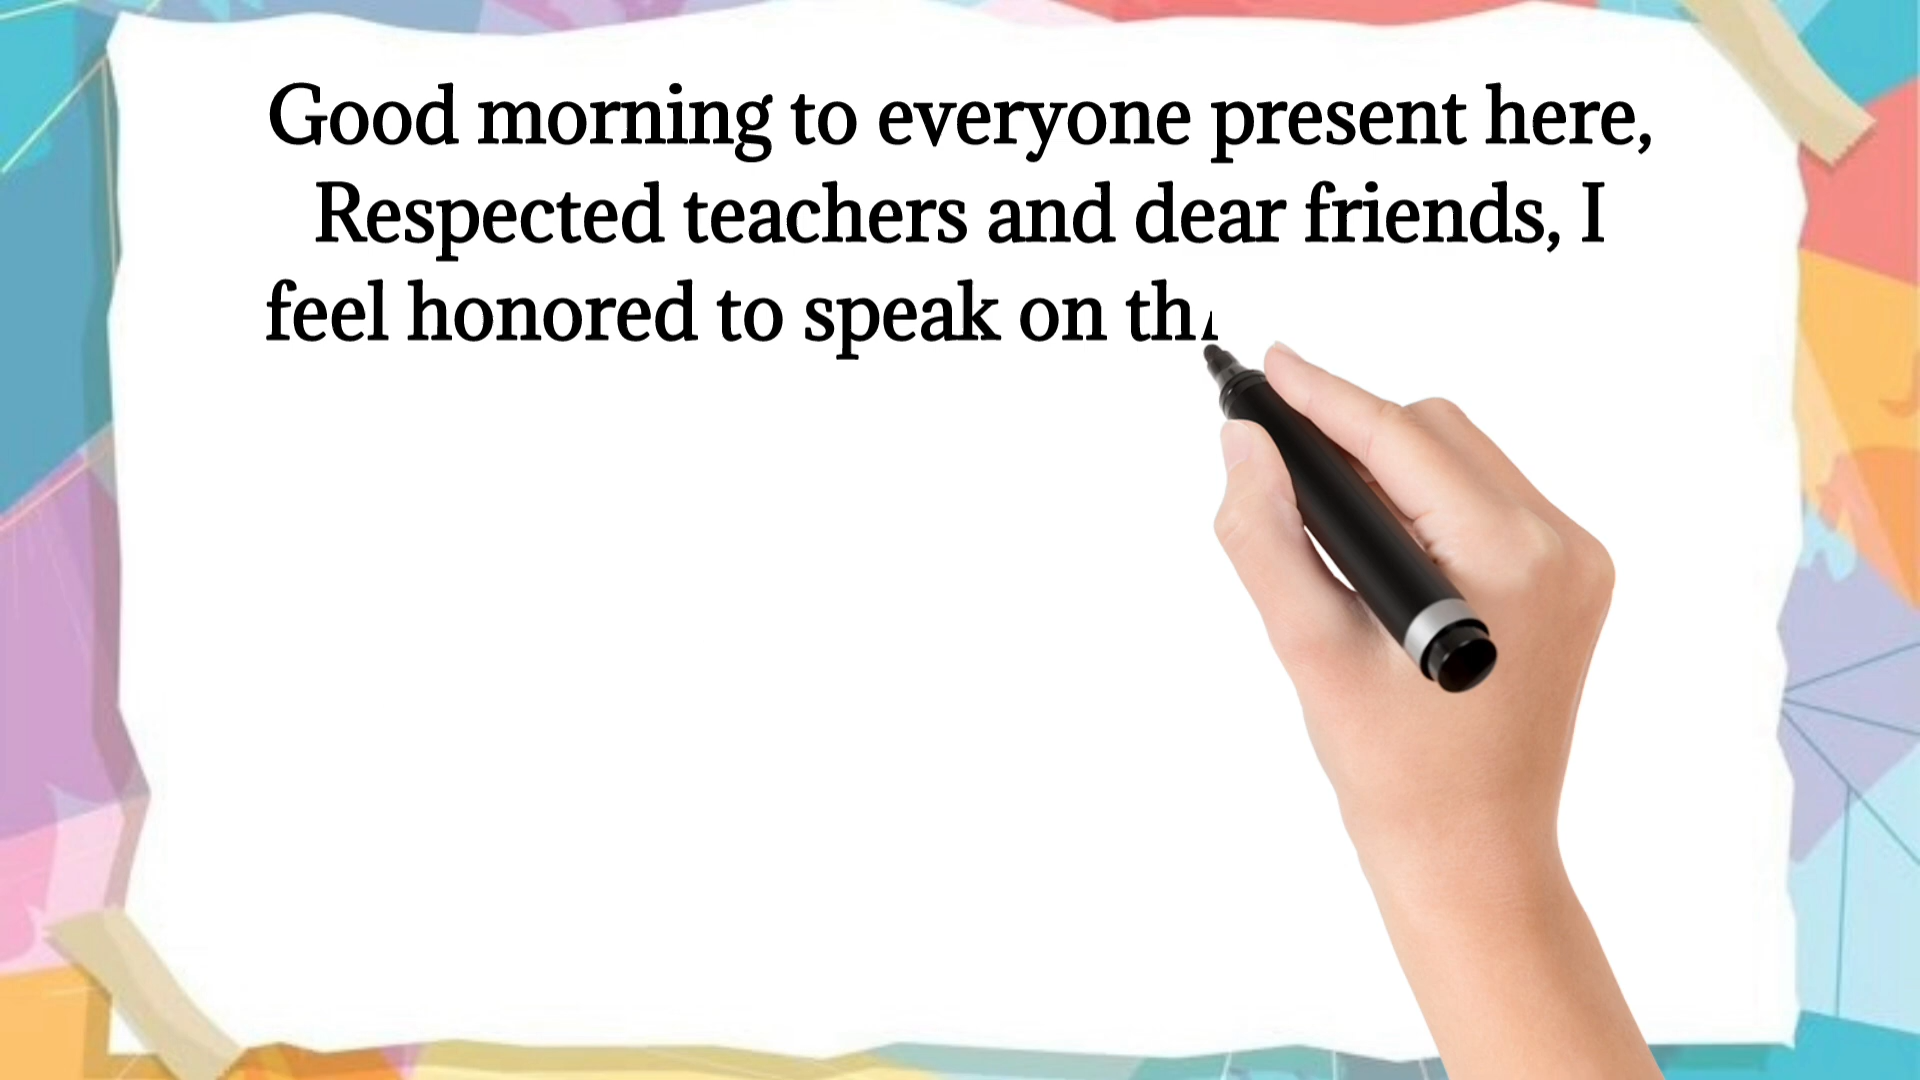 Good morning to everyone present here,
Respected teachers and dear friends, I
feel honored to speak on th